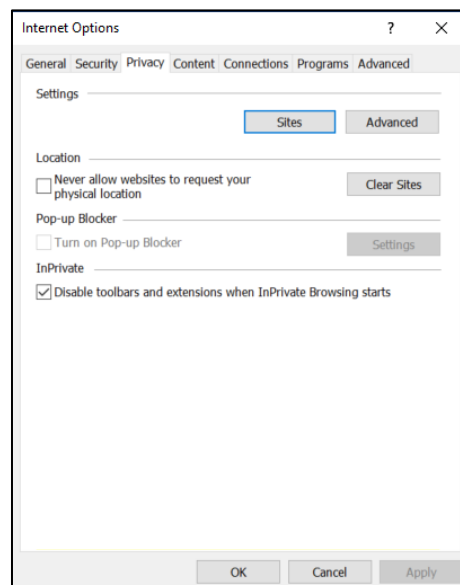 Internet Options
General Security Privacy Content Connections Programs Advanced
Settings
Sites Advanced
Location
Never allow websites to request your
physical location
Clear Sites
Pop-up Blocker
Turn on Pop-up Blocker Settings
InPrivate
Disable toolbars and extensions when InPrivate Browsing starts
OK Cancel Apply